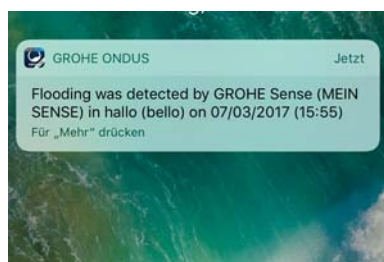 GROHE ONDUS
Jetzt
Flooding was detected by GROHE Sense (MEIN
SENSE) in hallo (bello) on 07/03/2017 (15:55)
Für „Mehr“ drücken